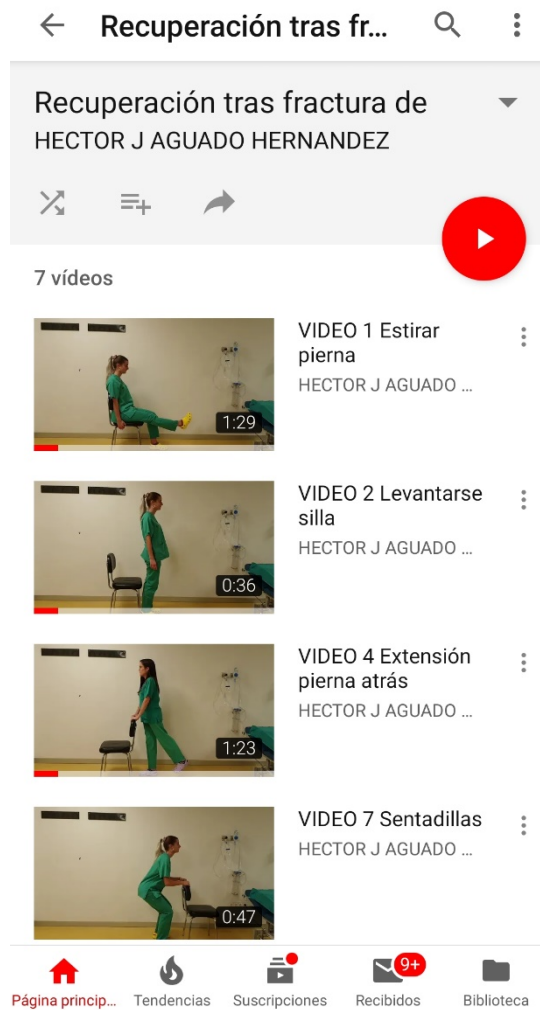 Recuperación tras fr...
Recuperación tras fractura de
HECTOR J AGUADO HERNANDEZ
7 vídeos
VIDEO 1 Estirar
pierna
HECTOR J AGUADO ...
1:29
VIDEO 2 Levantarse
silla
HECTOR J AGUADO ...
0:36
VIDEO 4 Extensión
pierna atrás
HECTOR J AGUADO ...
1:23
VIDEO 7 Sentadillas
HECTOR J AGUADO ...
0:47
9+
Página princip...
Tendencias
Suscripciones
Recibidos
Biblioteca